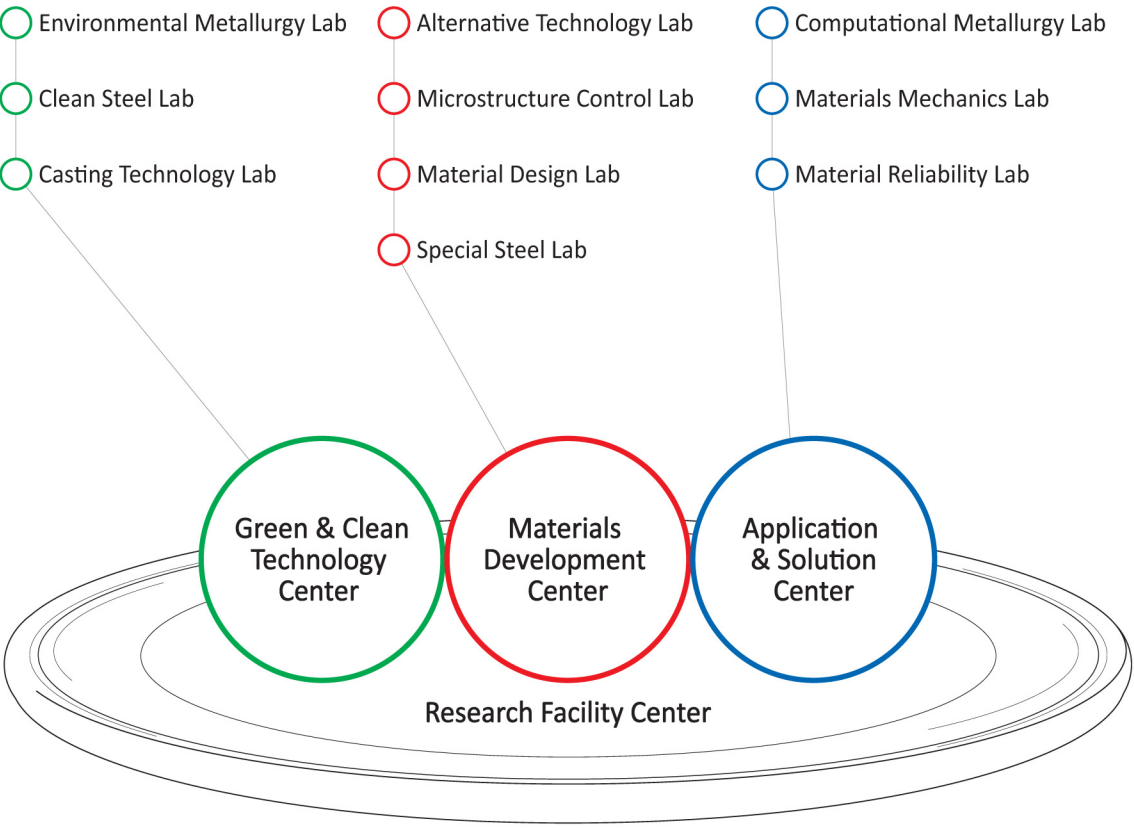 Environmental Metallurgy Lab
Clean Steel Lab
Casting Technology Lab
Alternative Technology Lab
Microstructure Control Lab
Material Design Lab
Special Steel Lab
Computational Metallurgy Lab
Materials Mechanics Lab
Material Reliability Lab
Green & Clean
Technology
Center
Materials
Development
Center
Application
& Solution
Center
Research Facility Center